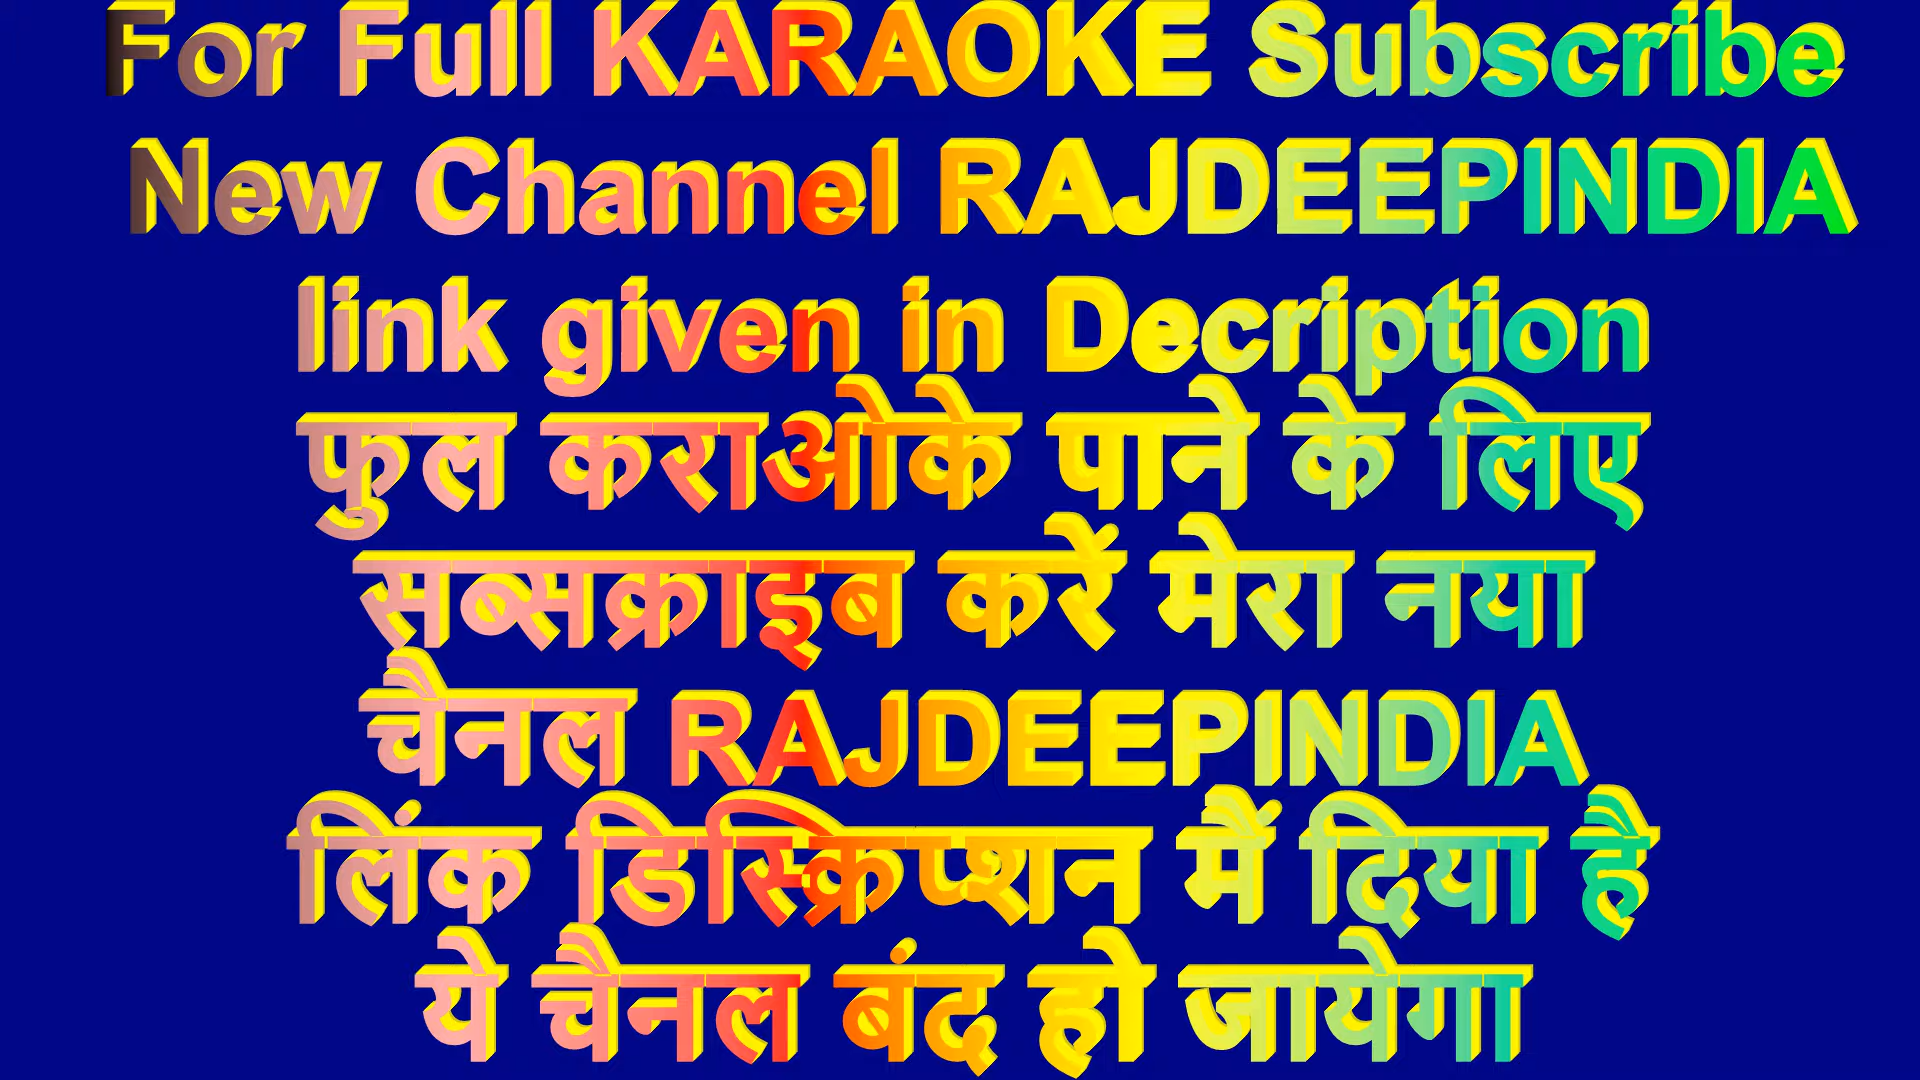 For Full KARAOKE Subscribe
New Channel RAJDEEPINDIA
link given in Decription
फुल कराओके पाने के लिए
सब्सक्राइब करें मेरा नया
चैनल RAJDEEPINDIA
लिंक डिस्क्रिप्शन में दिया है
ये चैनल बंद हो जायेगा